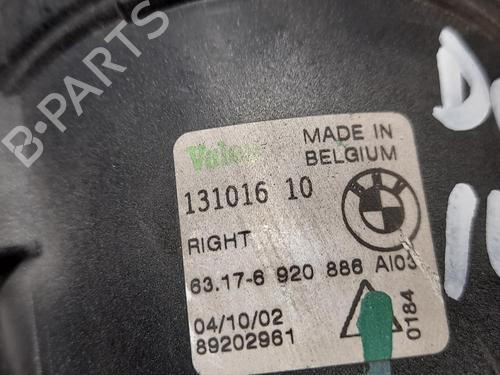 B-PARTS
Valeo
MADE IN
BELGIUM
131016 10
RIGHT
63.17-6 920 886 AI03
04/10/02
89202961
0184